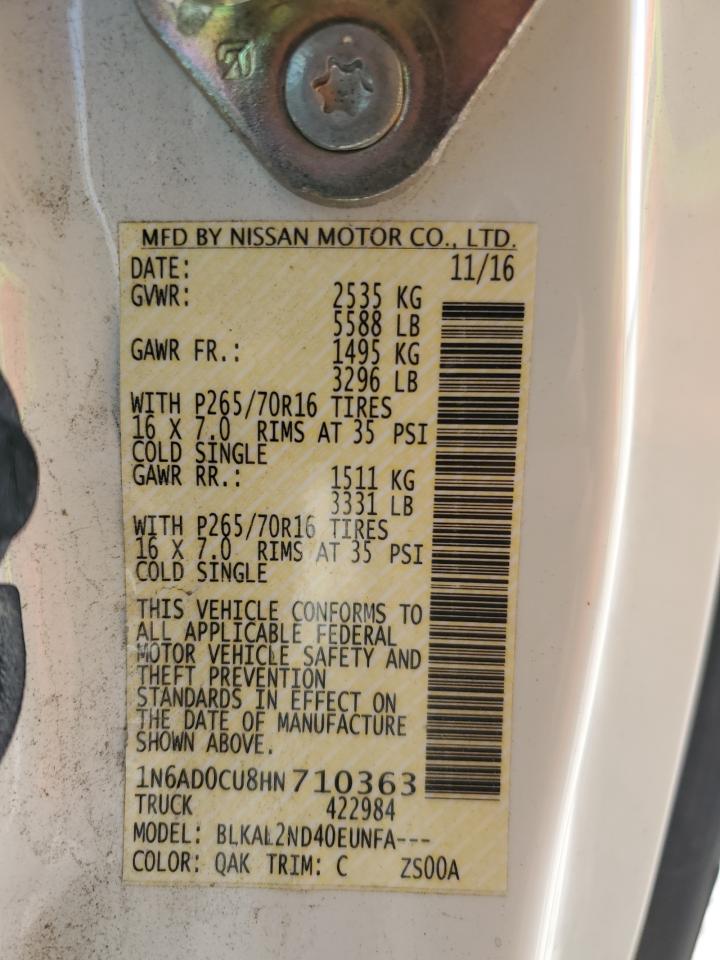 MFD BY NISSAN MOTOR CO., LTD.
DATE: 11/16
GVWR: 2535 KG
5588 LB
GAWR FR.: 1495 KG
3296 LB
WITH P265/70R16 TIRES
16 X 7.0 RIMS AT 35 PSI
COLD SINGLE
GAWR RR.: 1511 KG
3331 LB
WITH P265/70R16 TIRES
16 X 7.0 RIMS AT 35 PSI
COLD SINGLE
THIS VEHICLE CONFORMS TO
ALL APPLICABLE FEDERAL
MOTOR VEHICLE SAFETY AND
THEFT PREVENTION
STANDARDS IN EFFECT ON
THE DATE OF MANUFACTURE
SHOWN ABOVE.
1N6AD0CU8HN710363
TRUCK 422984
MODEL: BLKAL2ND40EUNFA---
COLOR: QAK TRIM: C ZS00A